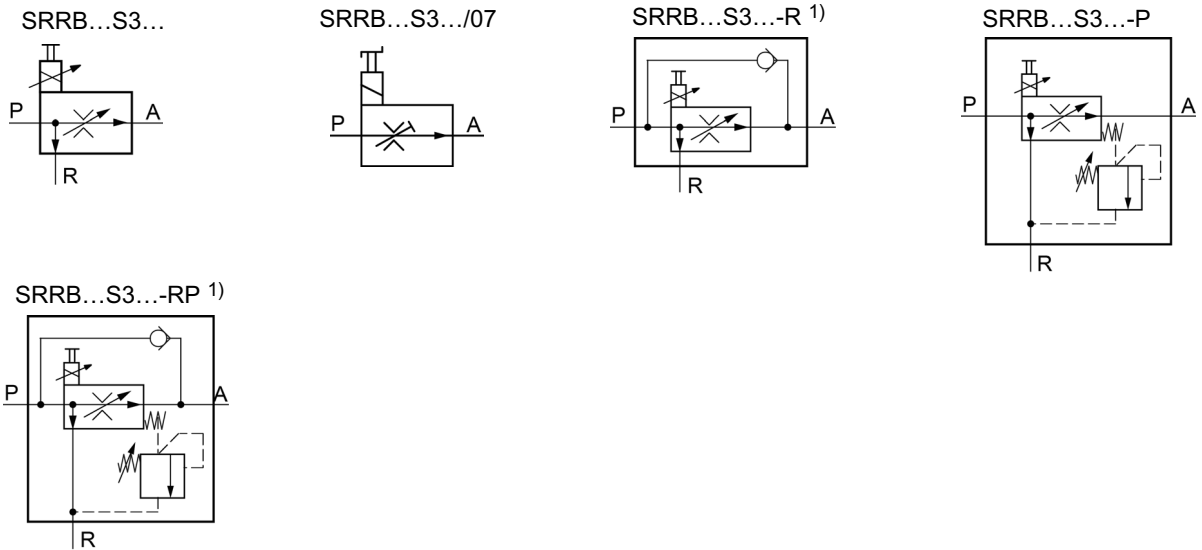 SRRB…S3…
P
A
R
SRRB…S3…/07
P
A
SRRB…S3…-R 1)
P
A
R
SRRB…S3…-P
P
A
R
SRRB…S3…-RP 1)
P
A
R